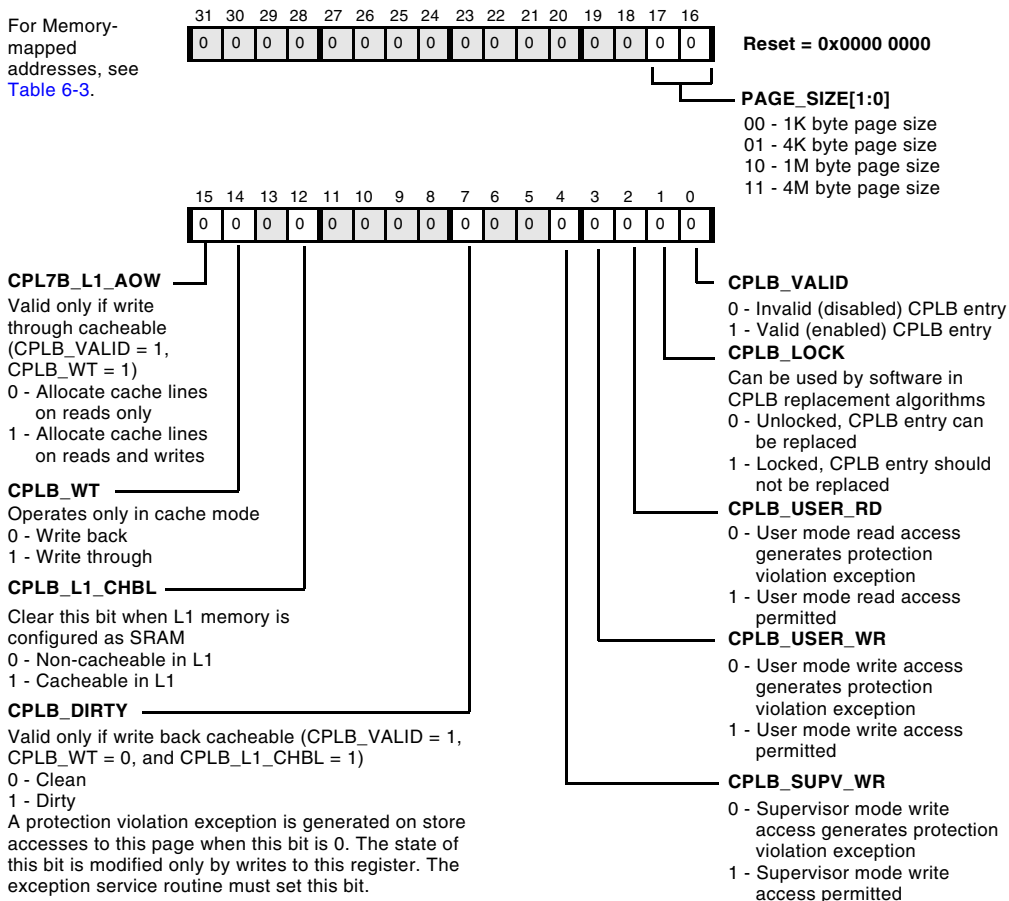 For Memory-
mapped
addresses, see
Table 6-3.
31 30 29 28 27 26 25 24 23 22 21 20 19 18 17 16
0 0 0 0 0 0 0 0 0 0 0 0 0 0 0 0
Reset = 0x0000 0000
PAGE_SIZE[1:0]
00 - 1K byte page size
01 - 4K byte page size
10 - 1M byte page size
11 - 4M byte page size
15 14 13 12 11 10 9 8 7 6 5 4 3 2 1 0
0 0 0 0 0 0 0 0 0 0 0 0 0 0 0 0
CPL7B_L1_AOW
Valid only if write
through cacheable
(CPLB_VALID = 1,
CPLB_WT = 1)
0 - Allocate cache lines
on reads only
1 - Allocate cache lines
on reads and writes
CPLB_WT
Operates only in cache mode
0 - Write back
1 - Write through
CPLB_L1_CHBL
Clear this bit when L1 memory is
configured as SRAM
0 - Non-cacheable in L1
1 - Cacheable in L1
CPLB_DIRTY
Valid only if write back cacheable (CPLB_VALID = 1,
CPLB_WT = 0, and CPLB_L1_CHBL = 1)
0 - Clean
1 - Dirty
A protection violation exception is generated on store
accesses to this page when this bit is 0. The state of
this bit is modified only by writes to this register. The
exception service routine must set this bit.
CPLB_VALID
0 - Invalid (disabled) CPLB entry
1 - Valid (enabled) CPLB entry
CPLB_LOCK
Can be used by software in
CPLB replacement algorithms
0 - Unlocked, CPLB entry can
be replaced
1 - Locked, CPLB entry should
not be replaced
CPLB_USER_RD
0 - User mode read access
generates protection
violation exception
1 - User mode read access
permitted
CPLB_USER_WR
0 - User mode write access
generates protection
violation exception
1 - User mode write access
permitted
CPLB_SUPV_WR
0 - Supervisor mode write
access generates protection
violation exception
1 - Supervisor mode write
access permitted